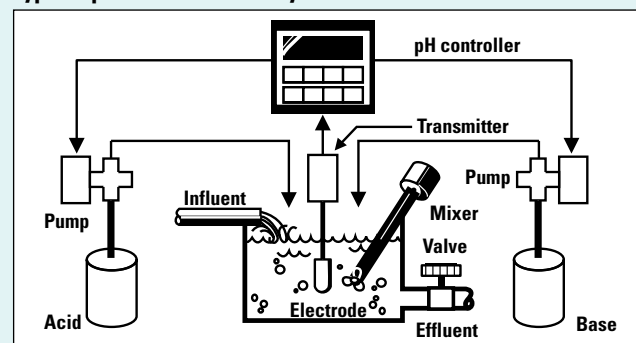 pH controller
Transmitter
Pump
Influent
Mixer
Pump
Valve
Electrode
Acid
Effluent
Base